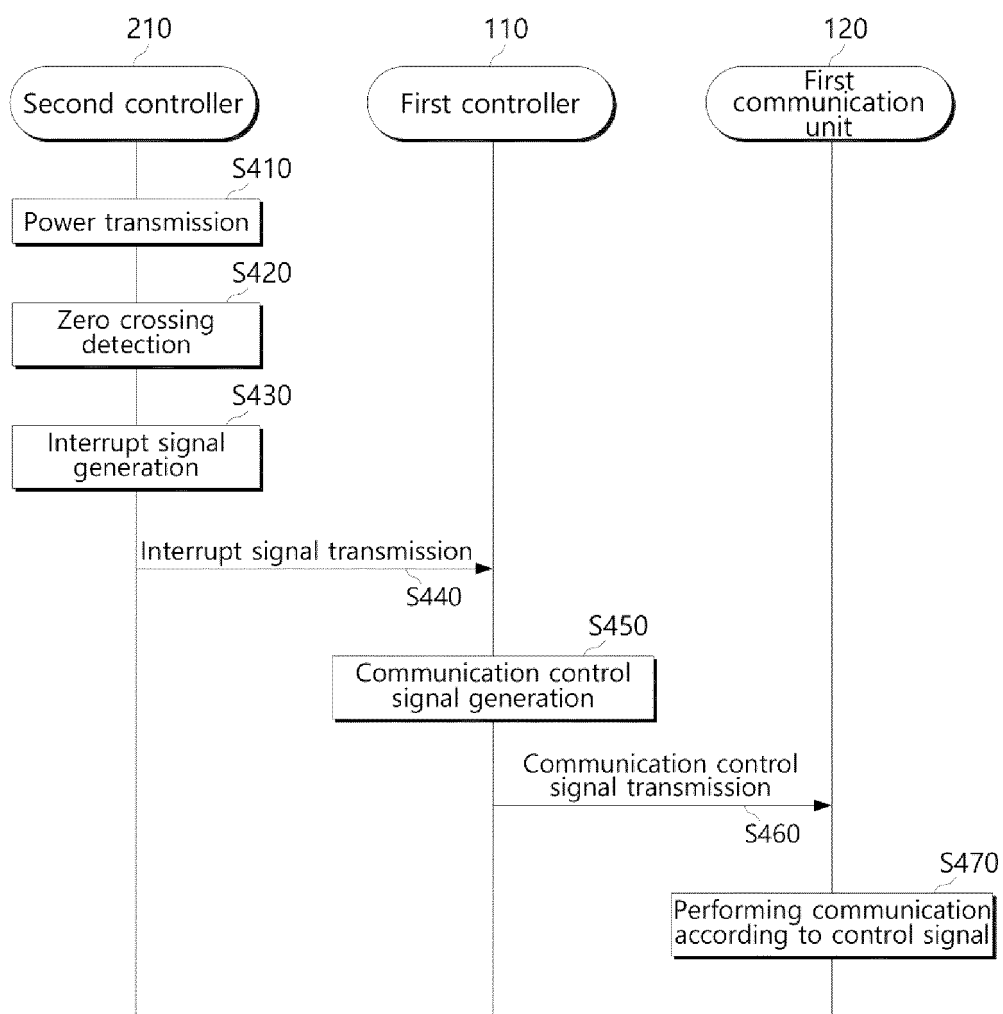 210
110
120
Second controller
First controller
First
communication
unit
S410
Power transmission
S420
Zero crossing
detection
S430
Interrupt signal
generation
Interrupt signal transmission
S440
S450
Communication control
signal generation
Communication control
signal transmission
S460
S470
Performing communication
according to control signal